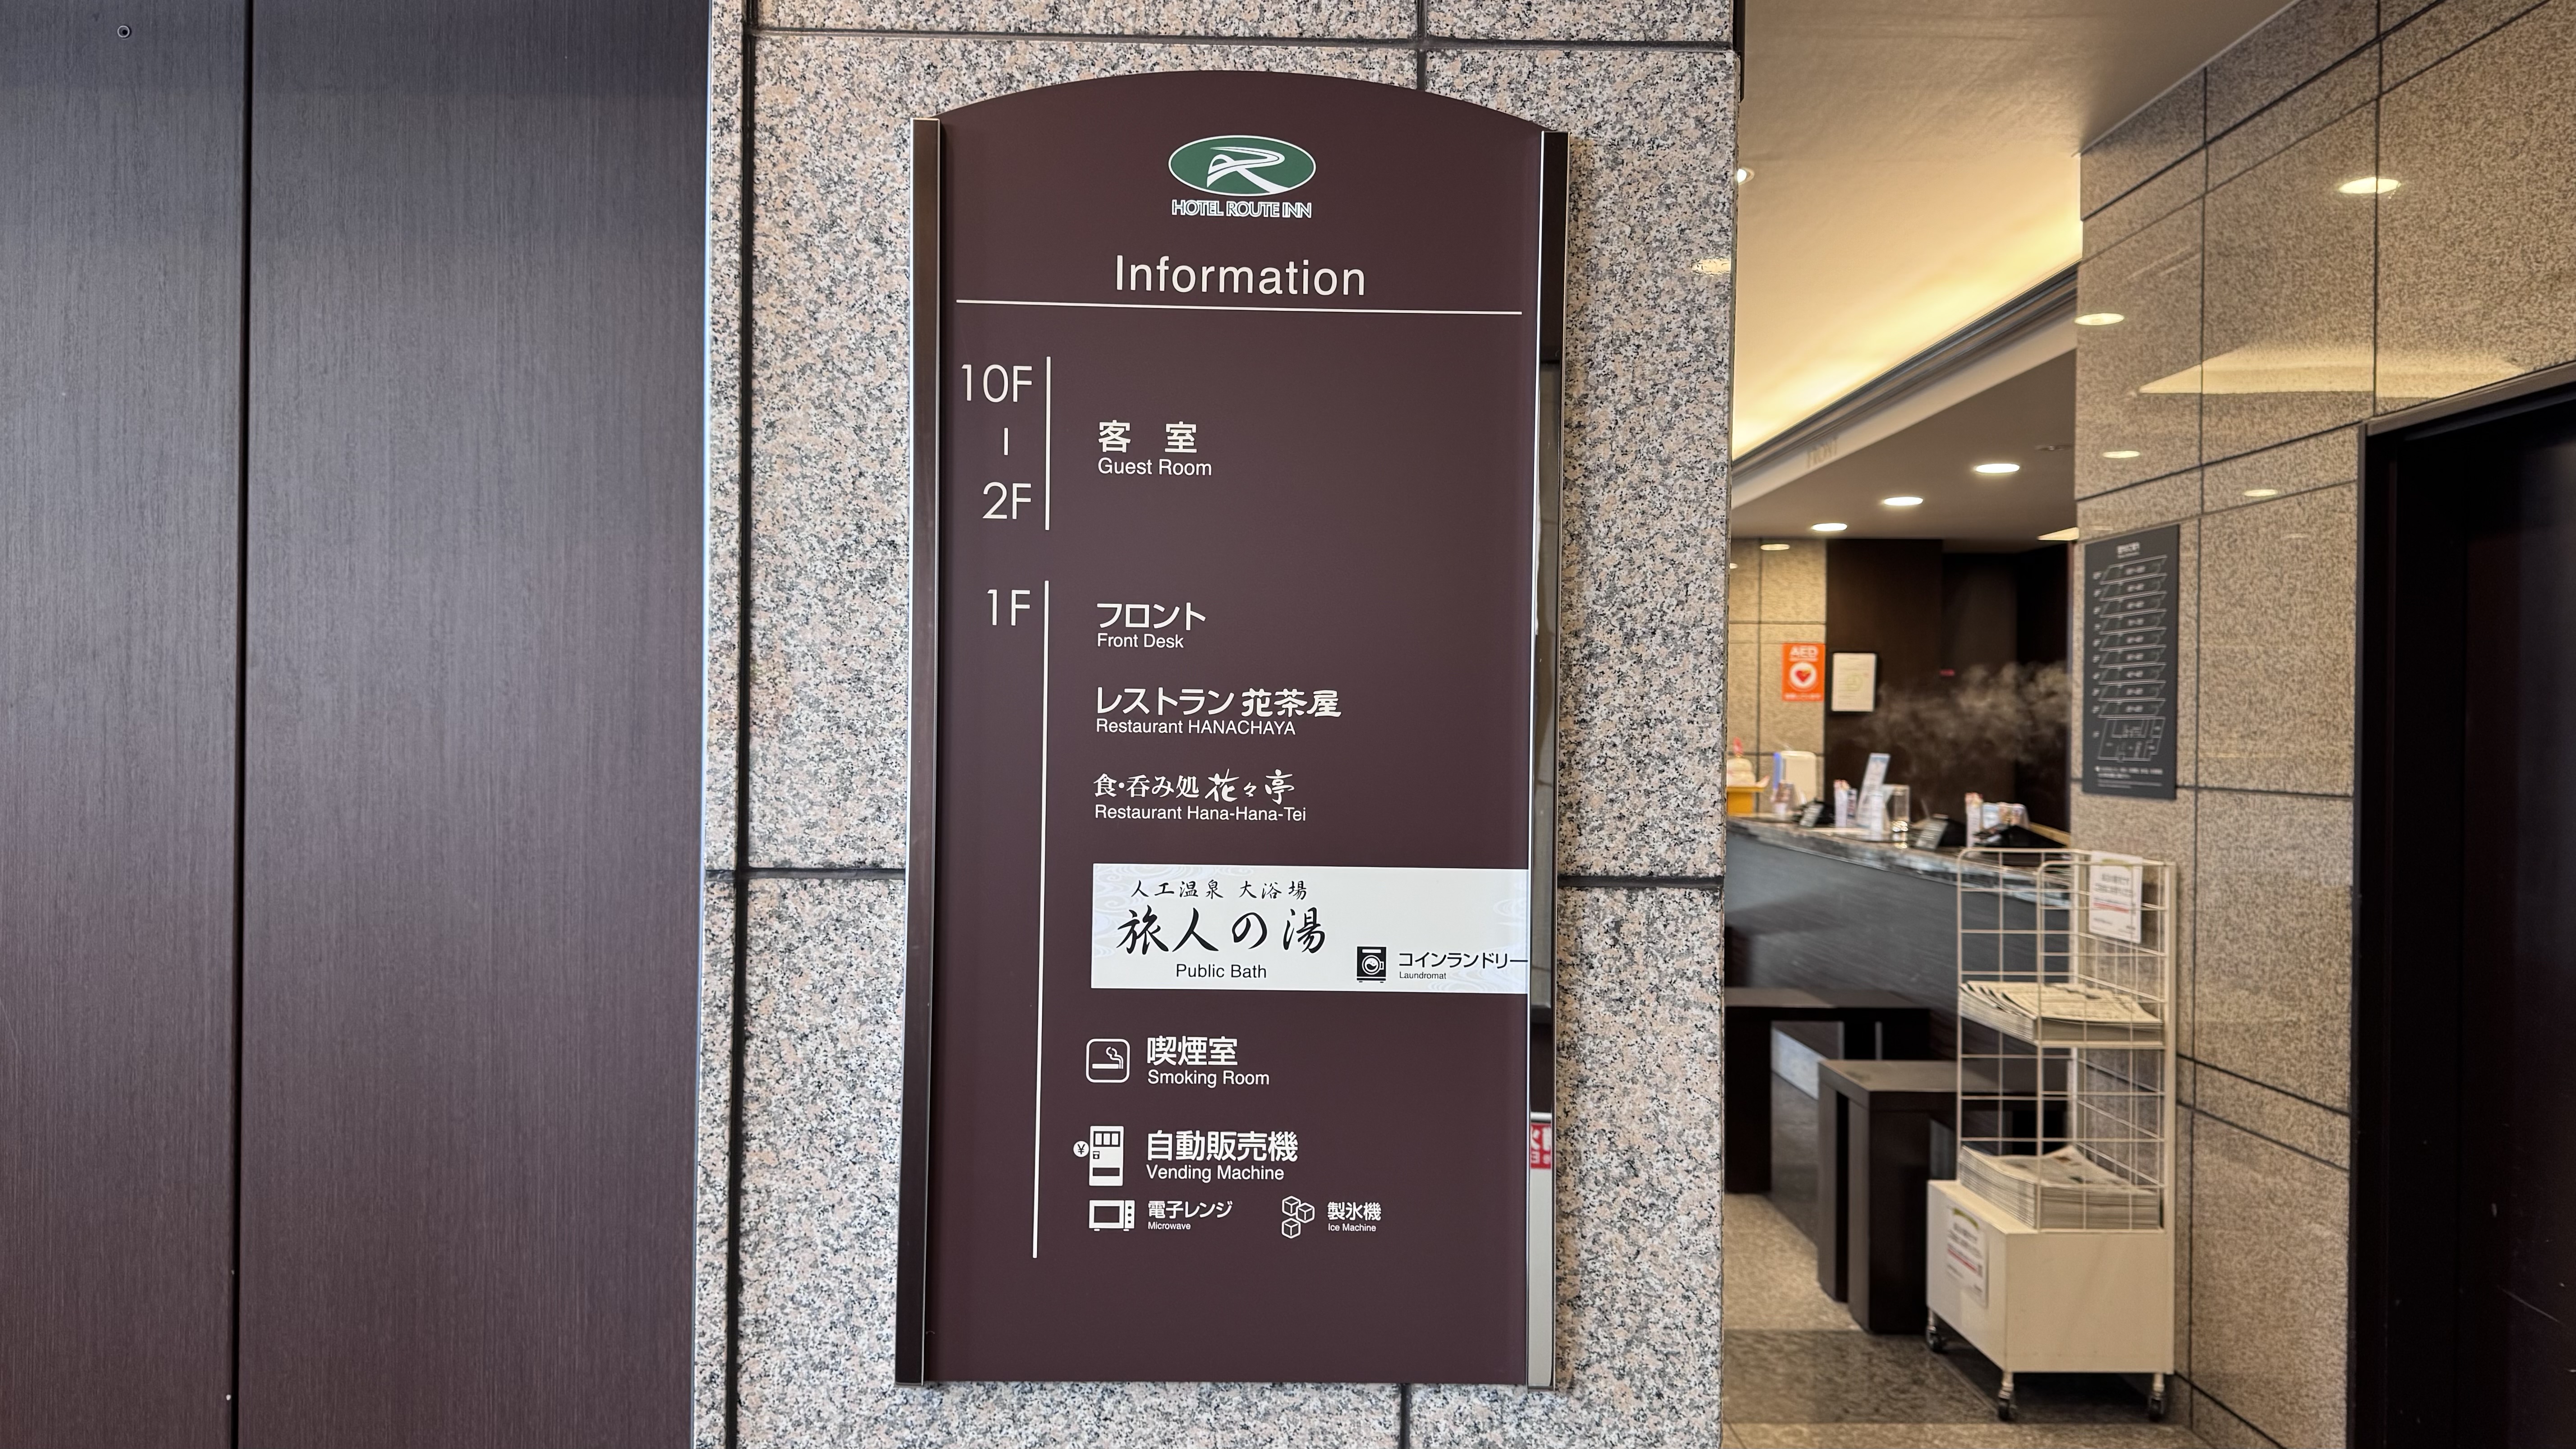 HOTEL ROUTE INN
Information
10F
2F
客 室
Guest Room
1F
フロント
Front Desk
レストラン 花茶屋
Restaurant HANACHAYA
食・呑み処 花々亭
Restaurant Hana-Hana-Tei
人工温泉 大浴場
旅人の湯
Public Bath
コインランドリー
Laundromat
喫煙室
Smoking Room
自動販売機
Vending Machine
電子レンジ
Microwave
製氷機
Ice Machine
AED